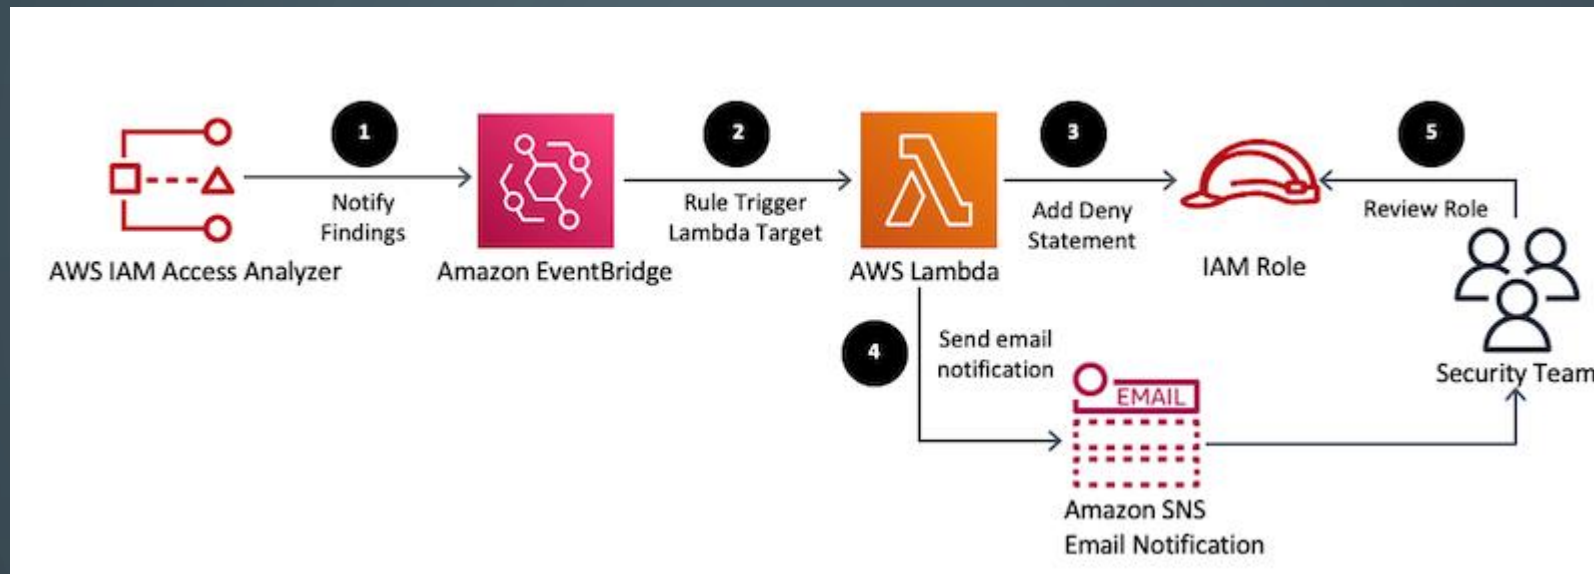 1
Notify
Findings
AWS IAM Access Analyzer
Amazon EventBridge
2
Rule Trigger
Lambda Target
AWS Lambda
3
Add Deny
Statement
IAM Role
5
Review Role
Security Team
4
Send email
notification
EMAIL
Amazon SNS
Email Notification